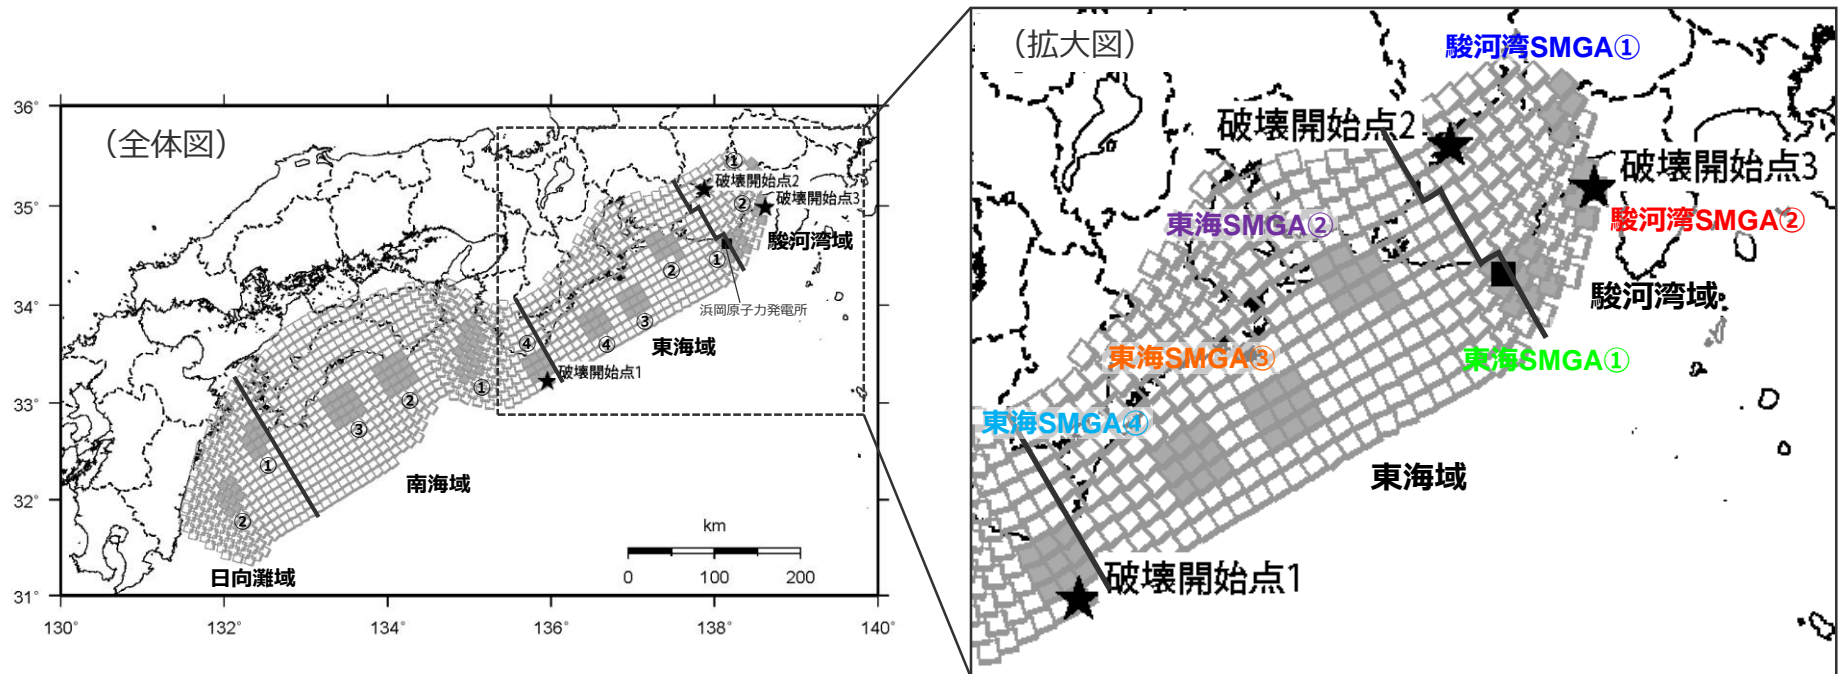 （全体図）
36°
35°
34°
33°
32°
31°
130°
132°
134°
136°
138°
140°
①
破壊開始点2
②
破壊開始点3
駿河湾域
①
②
浜岡原子力発電所
③
東海域
④
④
破壊開始点1
①
②
③
南海域
①
②
日向灘域
km
0
100
200
（拡大図）
駿河湾SMGA①
破壊開始点2
破壊開始点3
東海SMGA②
駿河湾SMGA②
駿河湾域
東海SMGA③
東海SMGA①
東海SMGA④
東海域
破壊開始点1